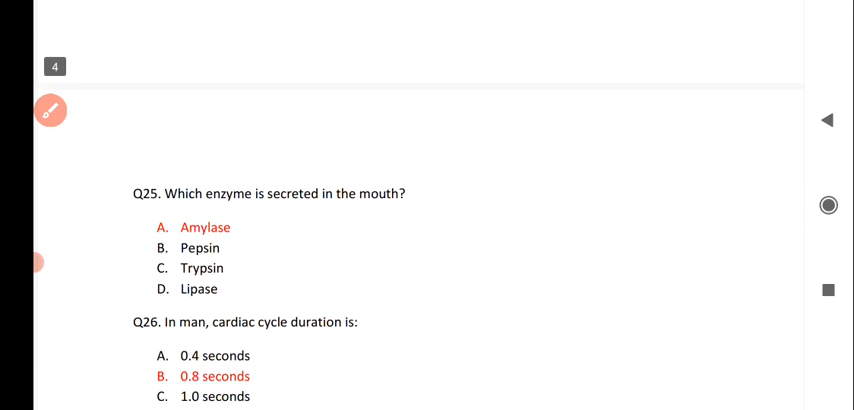 4
Q25. Which enzyme is secreted in the mouth?
A. Amylase
B. Pepsin
C. Trypsin
D. Lipase
Q26. In man, cardiac cycle duration is:
A. 0.4 seconds
B. 0.8 seconds
C. 1.0 seconds